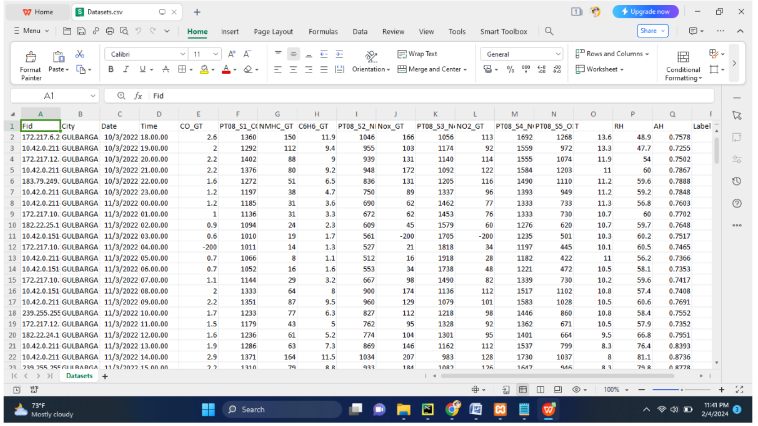 Home Datasets.csv Upgrade now
Menu Home Insert Page Layout Formulas Data Review View Tools Smart Toolbox Share
Format Painter Paste Calibri 11 A⁺ A⁻ Wrap Text General Rows and Columns
B I U A A Orientation Merge and Center Worksheet Conditional Formatting
A1 fx Fid
A B C D E F G H I J K L M N O P Q
1 Fid City Date Time CO_GT PT08_S1_CO NMHC_GT C6H6_GT PT08_S2_N Nox_GT PT08_S3_N NO2_GT PT08_S4_N PT08_S5_O T RH AH Label
2 172.217.6.2 GULBARGA 10/3/2022 18.00.00 2.6 1360 150 11.9 1046 166 1056 113 1692 1268 13.6 48.9 0.7578
3 10.42.0.211 GULBARGA 10/3/2022 19.00.00 2 1292 112 9.4 955 103 1174 92 1559 972 13.3 47.7 0.7255
4 172.217.12. GULBARGA 10/3/2022 20.00.00 2.2 1402 88 9 939 131 1140 114 1555 1074 11.9 54 0.7502
5 10.42.0.211 GULBARGA 10/3/2022 21.00.00 2.2 1376 80 9.2 948 172 1092 122 1584 1203 11 60 0.7867
6 183.79.249. GULBARGA 10/3/2022 22.00.00 1.6 1272 51 6.5 836 131 1205 116 1490 1110 11.2 59.6 0.7888
7 10.42.0.211 GULBARGA 10/3/2022 23.00.00 1.2 1197 38 4.7 750 89 1337 96 1393 949 11.2 59.2 0.7848
8 10.42.0.211 GULBARGA 11/3/2022 00.00.00 1.2 1185 31 3.6 690 62 1462 77 1333 733 11.3 56.8 0.7603
9 172.217.10. GULBARGA 11/3/2022 01.00.00 1 1136 31 3.3 672 62 1453 76 1333 730 10.7 60 0.7702
10 182.22.25.1 GULBARGA 11/3/2022 02.00.00 0.9 1094 24 2.3 609 45 1579 60 1276 620 10.7 59.7 0.7648
11 10.42.0.151 GULBARGA 11/3/2022 03.00.00 0.6 1010 19 1.7 561 -200 1705 -200 1235 501 10.3 60.2 0.7517
12 172.217.10. GULBARGA 11/3/2022 04.00.00 -200 1011 14 1.3 527 21 1818 34 1197 445 10.1 60.5 0.7465
13 10.42.0.211 GULBARGA 11/3/2022 05.00.00 0.7 1066 8 1.1 512 16 1918 28 1182 422 11 56.2 0.7366
14 10.42.0.151 GULBARGA 11/3/2022 06.00.00 0.7 1052 16 1.6 553 34 1738 48 1221 472 10.5 58.1 0.7353
15 172.217.10. GULBARGA 11/3/2022 07.00.00 1.1 1144 29 3.2 667 98 1490 82 1339 730 10.2 59.6 0.7417
16 10.42.0.151 GULBARGA 11/3/2022 08.00.00 2 1333 64 8 900 174 1136 112 1517 1102 10.8 57.4 0.7408
17 10.42.0.211 GULBARGA 11/3/2022 09.00.00 2.2 1351 87 9.5 960 129 1079 101 1583 1028 10.5 60.6 0.7691
18 239.255.255 GULBARGA 11/3/2022 10.00.00 1.7 1233 77 6.3 827 112 1218 98 1446 860 10.8 58.4 0.7552
19 172.217.12. GULBARGA 11/3/2022 11.00.00 1.5 1179 43 5 762 95 1328 92 1362 671 10.5 57.9 0.7352
20 182.22.24.1 GULBARGA 11/3/2022 12.00.00 1.6 1236 61 5.2 774 104 1301 95 1401 664 9.5 66.8 0.7951
21 10.42.0.211 GULBARGA 11/3/2022 13.00.00 1.9 1286 63 7.3 869 146 1162 112 1537 799 8.3 76.4 0.8393
22 10.42.0.211 GULBARGA 11/3/2022 14.00.00 2.9 1371 164 11.5 1034 207 983 128 1730 1037 8 81.1 0.8736
23 239.255.255 GULBARGA 11/3/2022 15.00.00 2.2 1310 79 8.8 933 184 1082 126 1647 946 8.3 79.8 0.8778
Datasets +
100%
73°F
Mostly cloudy
Search
11:41 PM
2/4/2024